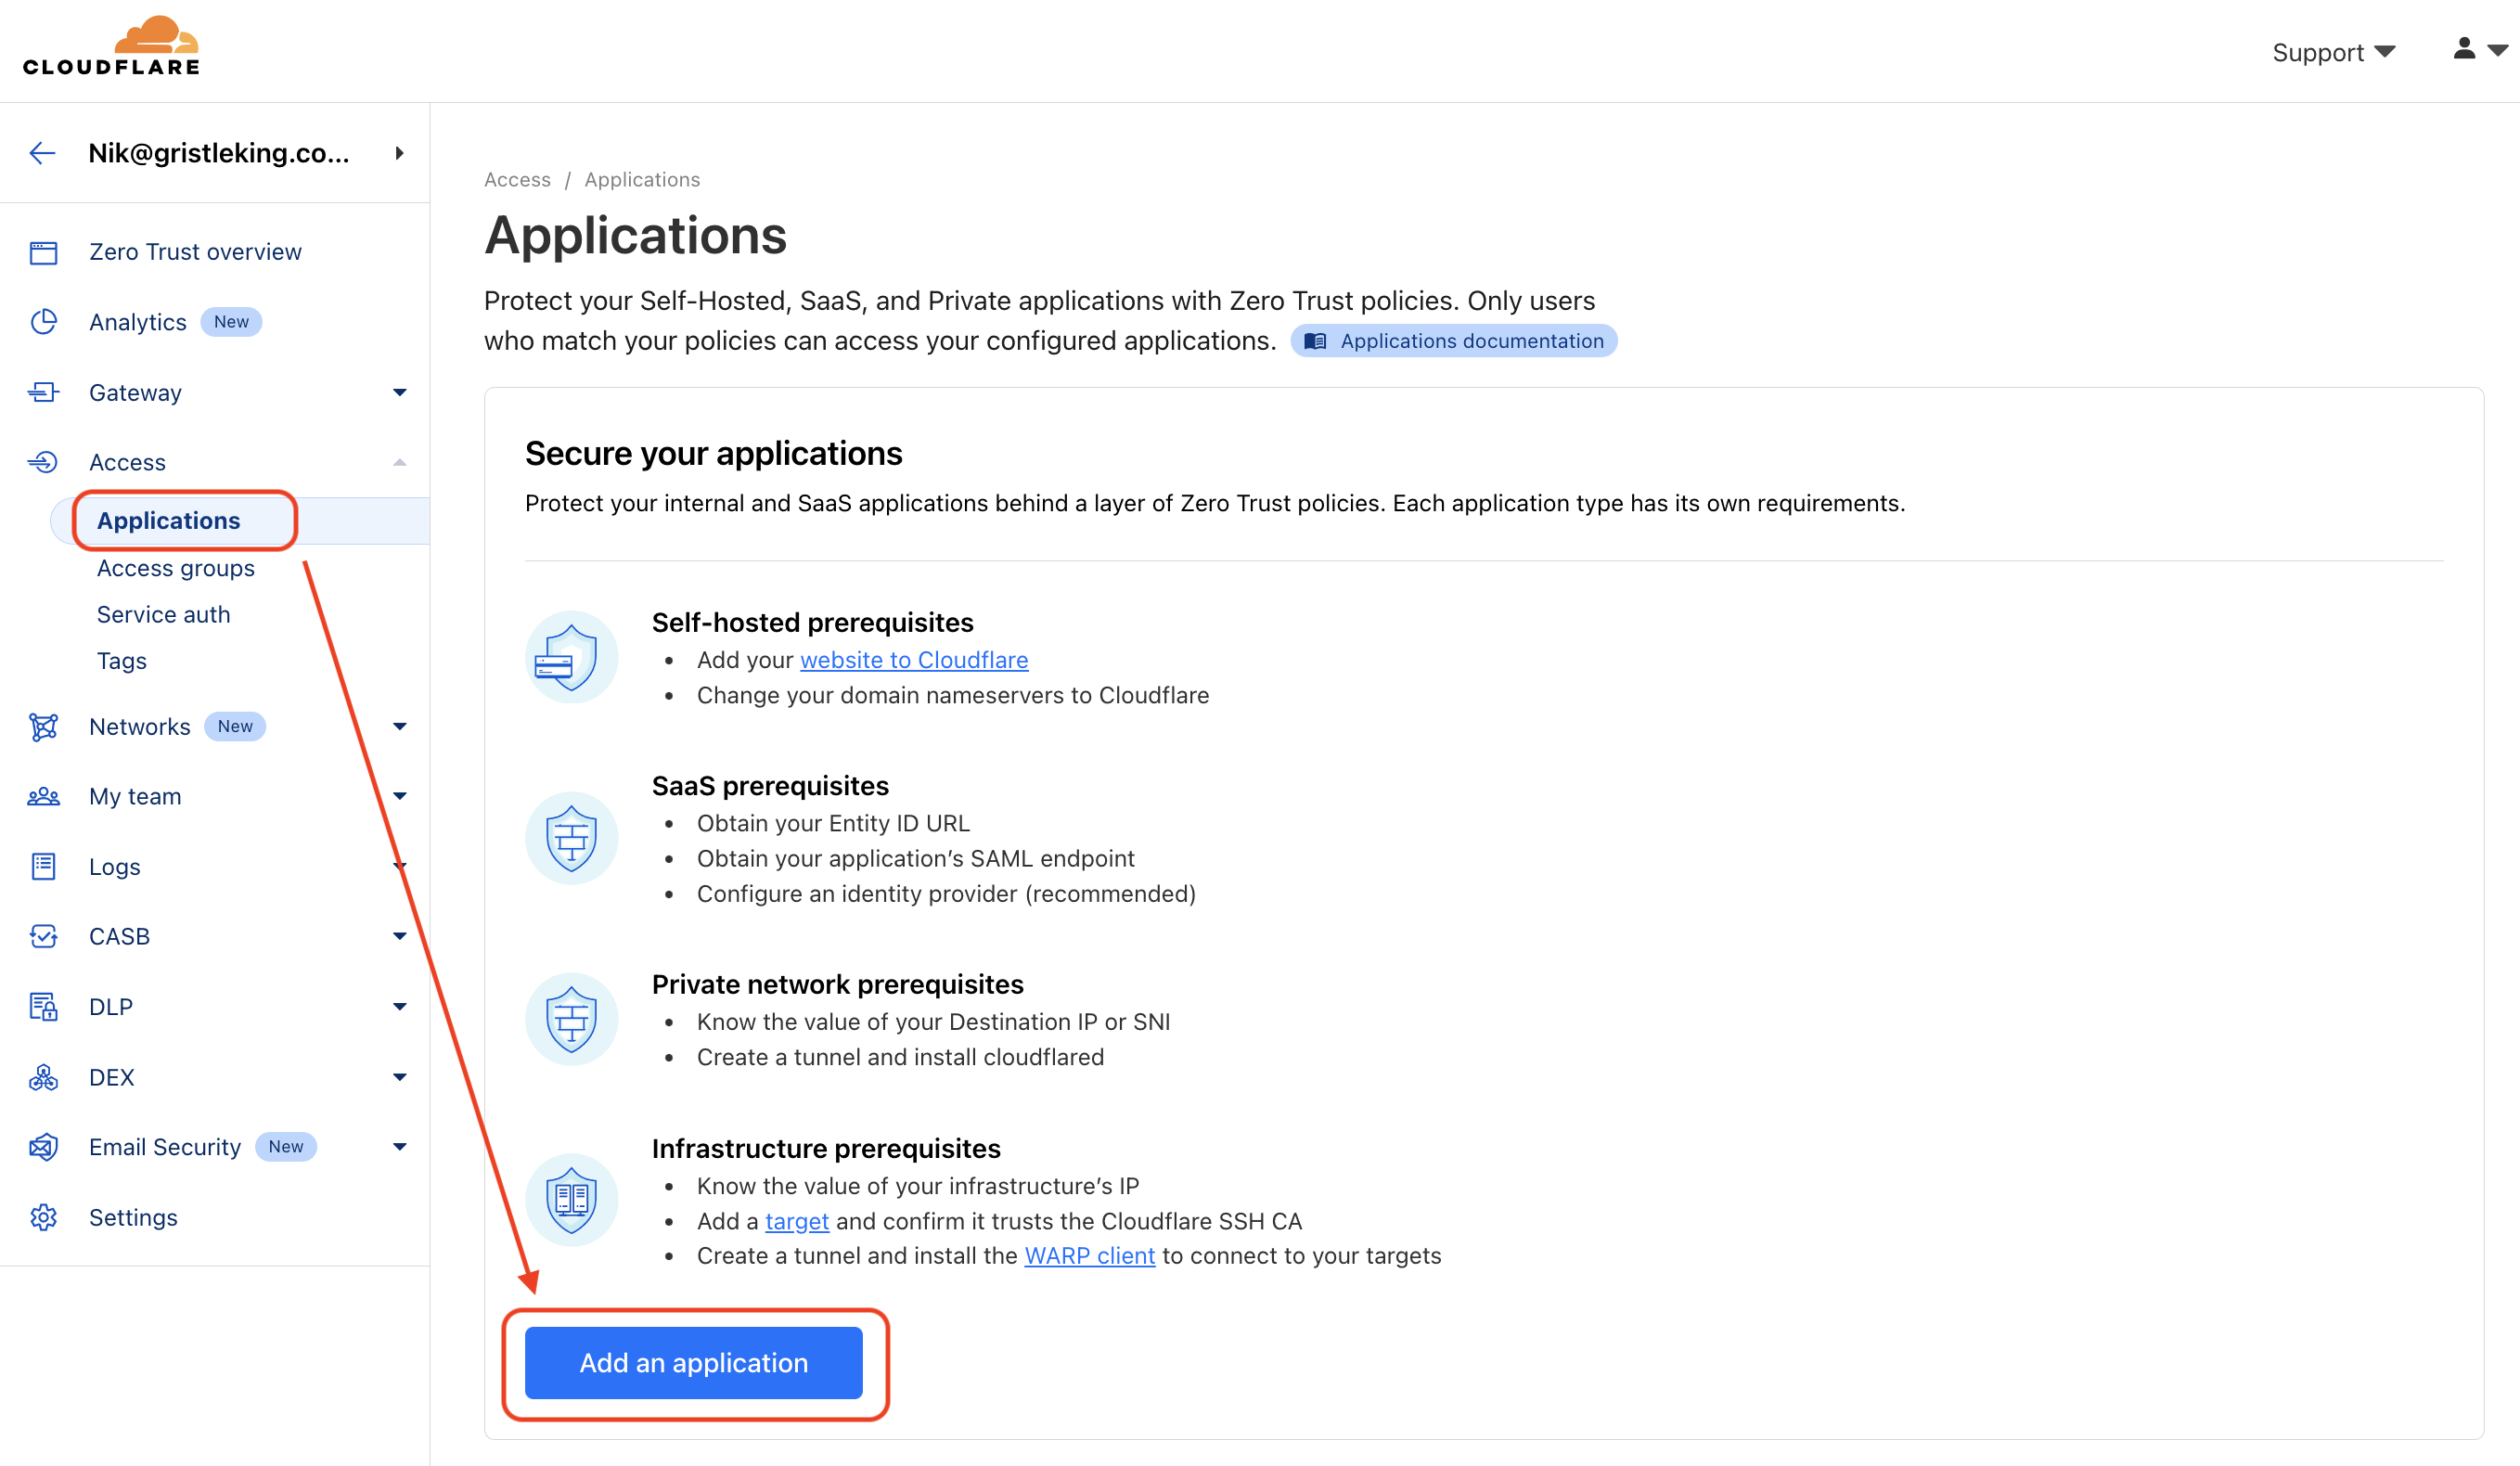 CLOUDFLARE
Support
Nik@gristleking.co...
Zero Trust overview
Analytics New
Gateway
Access
Applications
Access groups
Service auth
Tags
Networks New
My team
Logs
CASB
DLP
DEX
Email Security New
Settings
Access / Applications
Applications
Protect your Self-Hosted, SaaS, and Private applications with Zero Trust policies. Only users
who match your policies can access your configured applications. Applications documentation
Secure your applications
Protect your internal and SaaS applications behind a layer of Zero Trust policies. Each application type has its own requirements.
Self-hosted prerequisites
• Add your website to Cloudflare
• Change your domain nameservers to Cloudflare
SaaS prerequisites
• Obtain your Entity ID URL
• Obtain your application’s SAML endpoint
• Configure an identity provider (recommended)
Private network prerequisites
• Know the value of your Destination IP or SNI
• Create a tunnel and install cloudflared
Infrastructure prerequisites
• Know the value of your infrastructure’s IP
• Add a target and confirm it trusts the Cloudflare SSH CA
• Create a tunnel and install the WARP client to connect to your targets
Add an application